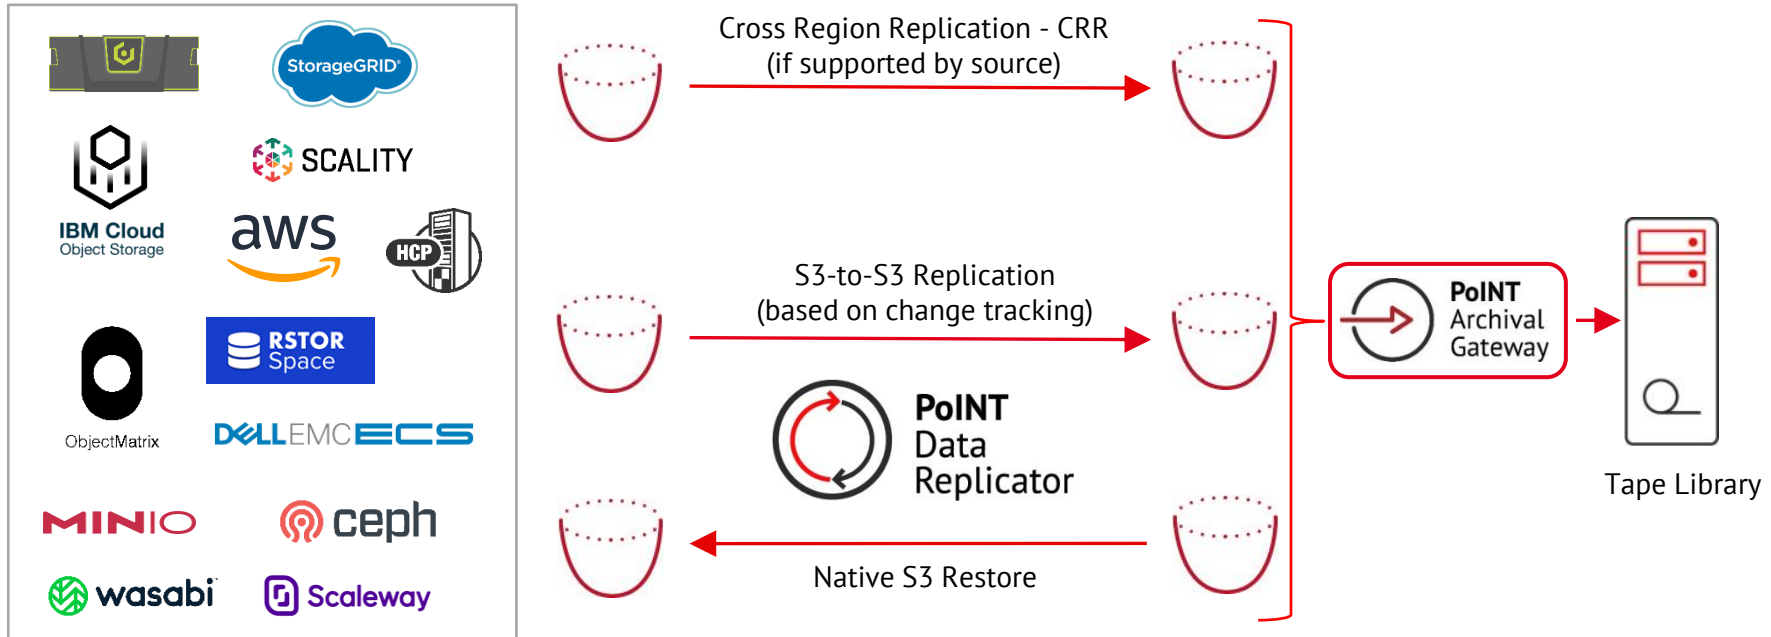 StorageGRID®
SCALITY
IBM Cloud
Object Storage
aws
HCP
RSTOR
Space
ObjectMatrix
DELLEMC ECS
MINIO
ceph
wasabi
Scaleway
Cross Region Replication - CRR
(if supported by source)
S3-to-S3 Replication
(based on change tracking)
PoINT
Data
Replicator
Native S3 Restore
PoINT
Archival
Gateway
Tape Library